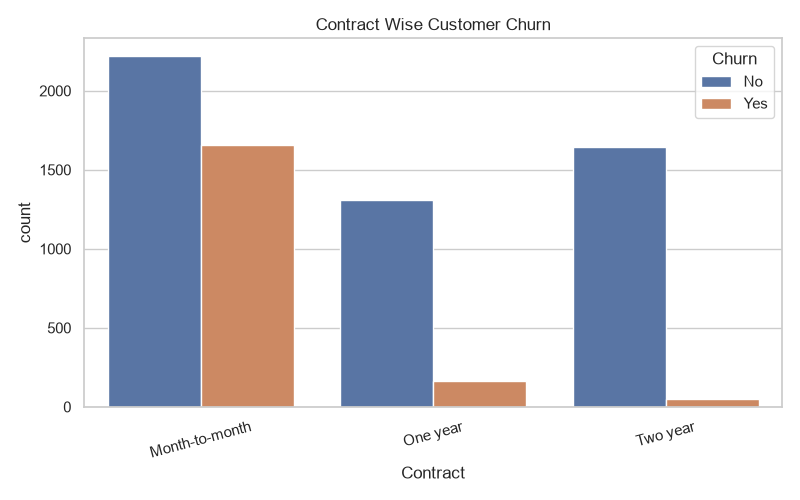 Contract Wise Customer Churn
Churn
No
Yes
2000
1500
1000
500
0
count
Month-to-month
One year
Two year
Contract